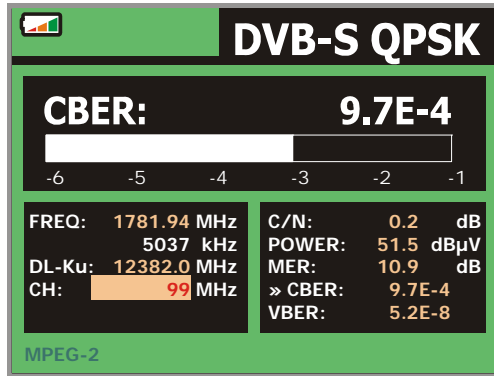 DVB-S QPSK
CBER: 9.7E-4
-6 -5 -4 -3 -2 -1
FREQ: 1781.94 MHz
5037 kHz
DL-Ku: 12382.0 MHz
CH: 99 MHz
C/N: 0.2 dB
POWER: 51.5 dBµV
MER: 10.9 dB
» CBER: 9.7E-4
VBER: 5.2E-8
MPEG-2